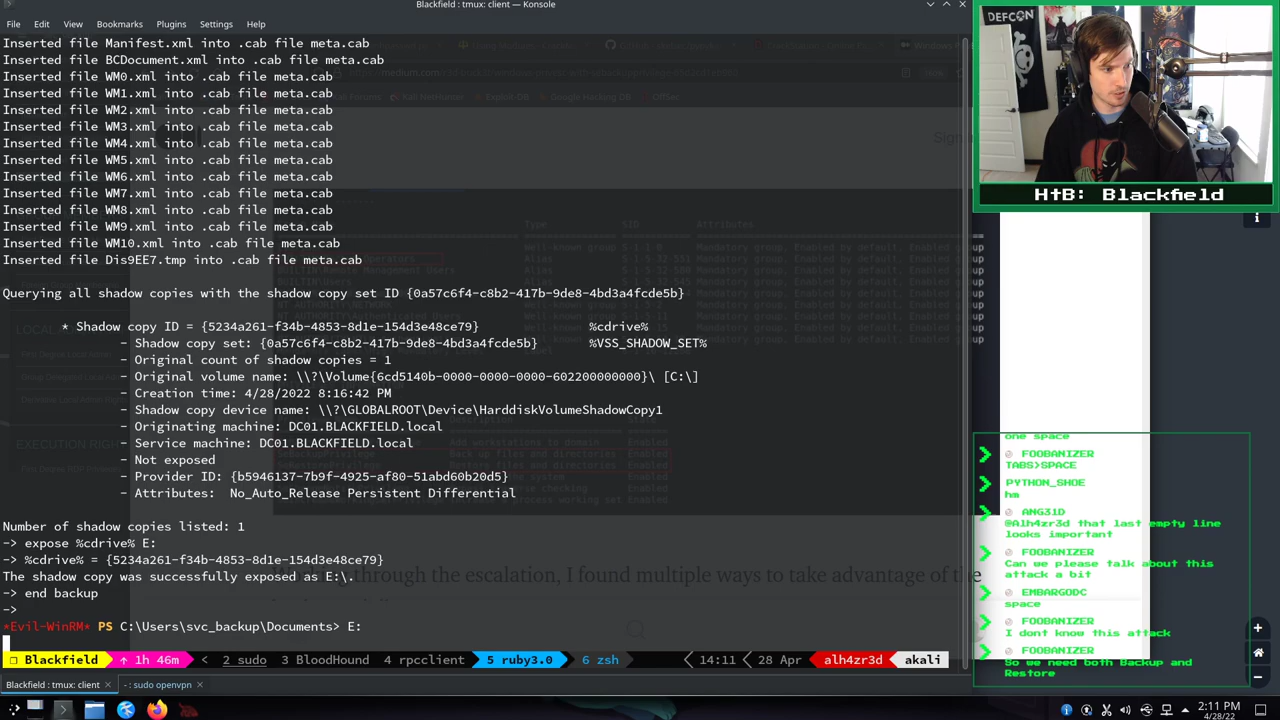 Blackfield : tmux: client — Konsole
File Edit View Bookmarks Plugins Settings Help
Inserted file Manifest.xml into .cab file meta.cab
Inserted file BCDocument.xml into .cab file meta.cab
Inserted file WM0.xml into .cab file meta.cab
Inserted file WM1.xml into .cab file meta.cab
Inserted file WM2.xml into .cab file meta.cab
Inserted file WM3.xml into .cab file meta.cab
Inserted file WM4.xml into .cab file meta.cab
Inserted file WM5.xml into .cab file meta.cab
Inserted file WM6.xml into .cab file meta.cab
Inserted file WM7.xml into .cab file meta.cab
Inserted file WM8.xml into .cab file meta.cab
Inserted file WM9.xml into .cab file meta.cab
Inserted file WM10.xml into .cab file meta.cab
Inserted file Dis9EE7.tmp into .cab file meta.cab
Querying all shadow copies with the shadow copy set ID {0a57c6f4-c8b2-417b-9de8-4bd3a4fcde5b}
* Shadow copy ID = {5234a261-f34b-4853-8d1e-154d3e48ce79} %cdrive%
- Shadow copy set: {0a57c6f4-c8b2-417b-9de8-4bd3a4fcde5b} %VSS_SHADOW_SET%
- Original count of shadow copies = 1
- Original volume name: \\?\Volume{6cd5140b-0000-0000-0000-602200000000}\ [C:\]
- Creation time: 4/28/2022 8:16:42 PM
- Shadow copy device name: \\?\GLOBALROOT\Device\HarddiskVolumeShadowCopy1
- Originating machine: DC01.BLACKFIELD.local
- Service machine: DC01.BLACKFIELD.local
- Not exposed
- Provider ID: {b5946137-7b9f-4925-af80-51abd60b20d5}
- Attributes: No_Auto_Release Persistent Differential
Number of shadow copies listed: 1
-> expose %cdrive% E:
-> %cdrive% = {5234a261-f34b-4853-8d1e-154d3e48ce79}
The shadow copy was successfully exposed as E:\.
-> end backup
->
*Evil-WinRM* PS C:\Users\svc_backup\Documents> E:
Blackfield ↑ 1h 46m < 2 sudo 3 BloodHound 4 rpcclient 5 ruby3.0 6 zsh < 14:11 < 28 Apr alh4zr3d akali
Blackfield : tmux: client - : sudo openvpn
DEFCON
HtB: Blackfield
one space
FOOBANIZER
TABS>SPACE
PYTHON_SHOE
hm
ANG31D
@Alh4zr3d that last empty line
looks important
FOOBANIZER
Can we please talk about this
attack a bit
EMBARGODC
space
FOOBANIZER
I dont know this attack
FOOBANIZER
So we need both Backup and
Restore
2:11 PM
4/28/22